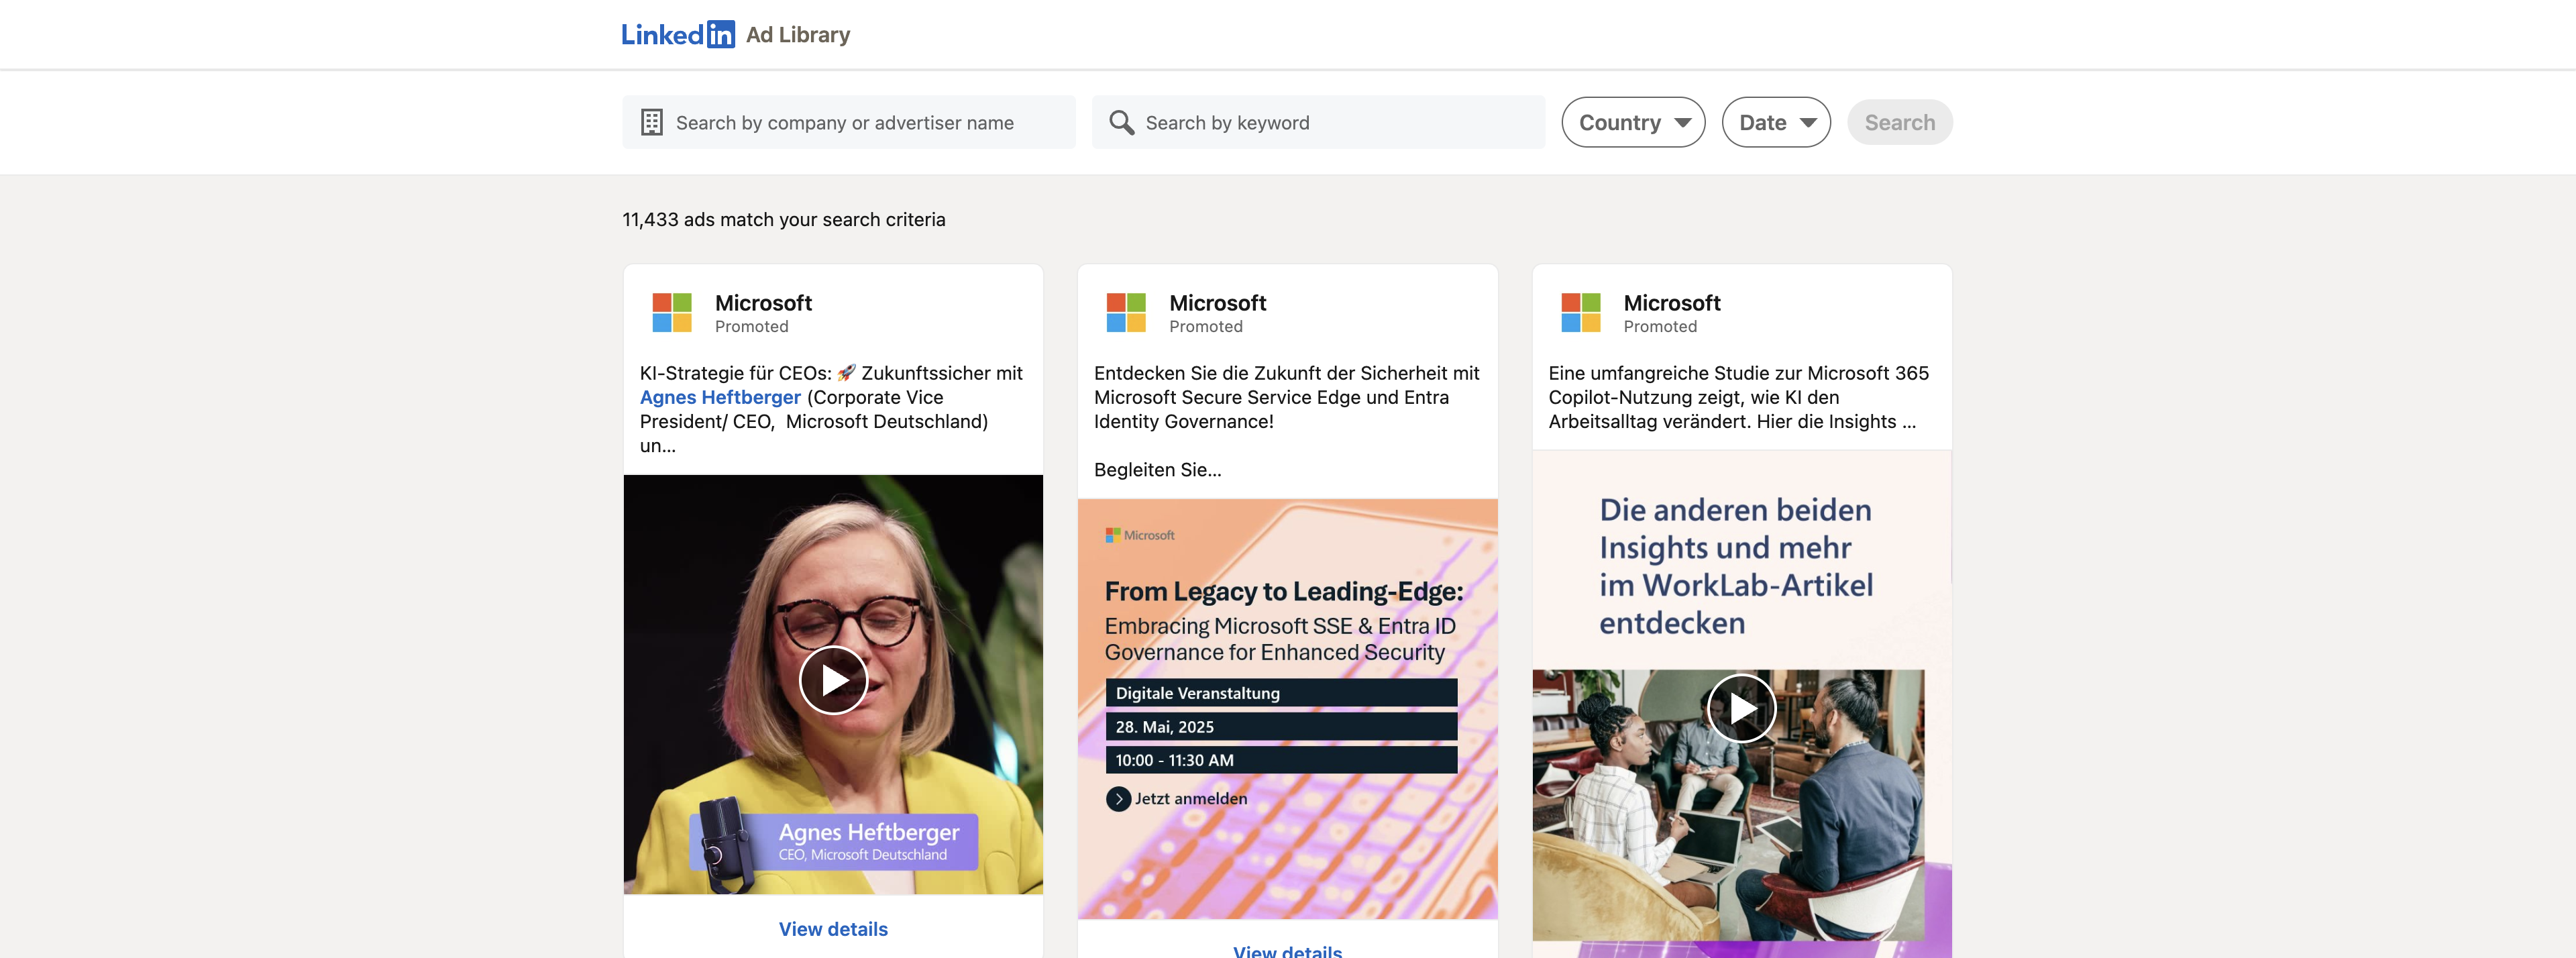 LinkedIn Ad Library
Search by company or advertiser name
Search by keyword
Country
Date
Search
11,433 ads match your search criteria
Microsoft
Promoted
KI-Strategie für CEOs: 🚀 Zukunftssicher mit
Agnes Heftberger (Corporate Vice
President/ CEO,  Microsoft Deutschland)
un...
Agnes Heftberger
CEO, Microsoft Deutschland
View details
Microsoft
Promoted
Entdecken Sie die Zukunft der Sicherheit mit
Microsoft Secure Service Edge und Entra
Identity Governance!
Begleiten Sie...
Microsoft
From Legacy to Leading-Edge:
Embracing Microsoft SSE & Entra ID
Governance for Enhanced Security
Digitale Veranstaltung
28. Mai, 2025
10:00 - 11:30 AM
Jetzt anmelden
View details
Microsoft
Promoted
Eine umfangreiche Studie zur Microsoft 365
Copilot-Nutzung zeigt, wie KI den
Arbeitsalltag verändert. Hier die Insights ...
Die anderen beiden
Insights und mehr
im WorkLab-Artikel
entdecken